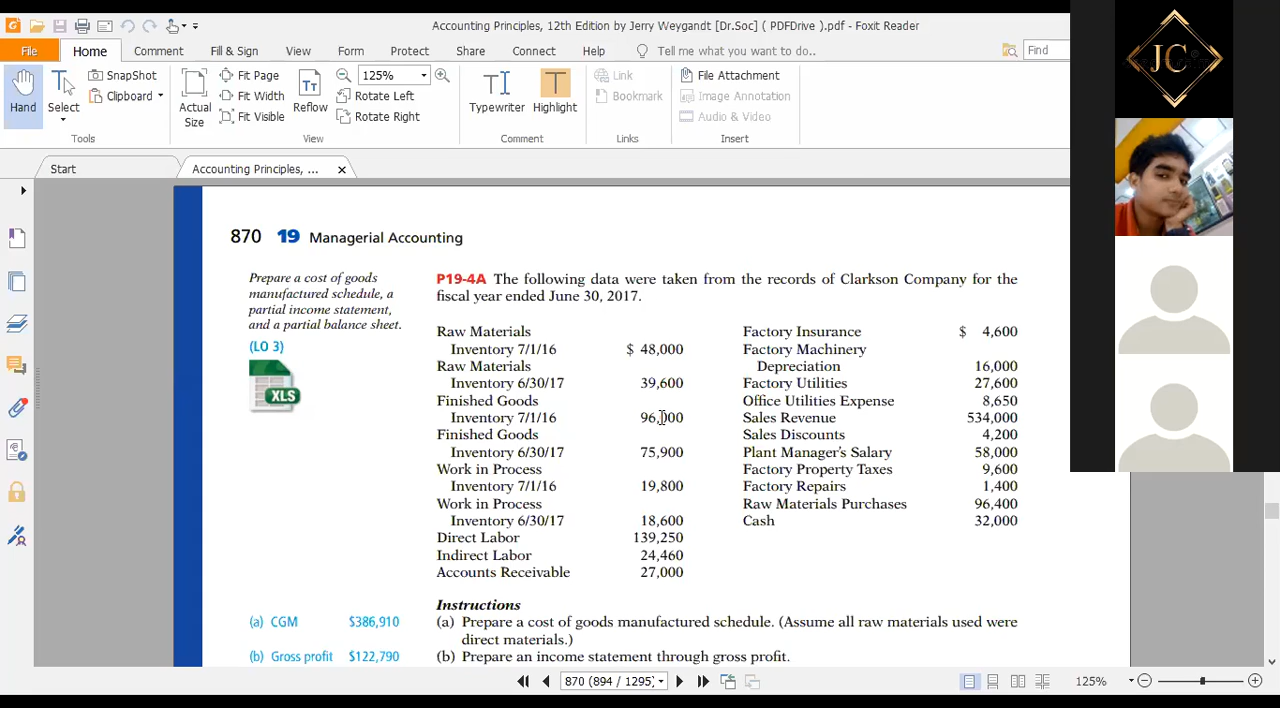 Accounting Principles, 12th Edition by Jerry Weygandt [Dr.Soc] ( PDFDrive ).pdf - Foxit Reader
File Home Comment Fill & Sign View Form Protect Share Connect Help Tell me what you want to do.. Find
Hand
Select
SnapShot
Clipboard
Actual Size
Fit Page
Fit Width
Fit Visible
Reflow
125%
Rotate Left
Rotate Right
Typewriter
Highlight
Link
Bookmark
File Attachment
Image Annotation
Audio & Video
Tools View Comment Links Insert
Start Accounting Principles, ...
JC
870 19 Managerial Accounting
Prepare a cost of goods
manufactured schedule, a
partial income statement,
and a partial balance sheet.
(LO 3)
XLS
P19-4A The following data were taken from the records of Clarkson Company for the
fiscal year ended June 30, 2017.
Raw Materials
Inventory 7/1/16 $ 48,000
Raw Materials
Inventory 6/30/17 39,600
Finished Goods
Inventory 7/1/16 96,000
Finished Goods
Inventory 6/30/17 75,900
Work in Process
Inventory 7/1/16 19,800
Work in Process
Inventory 6/30/17 18,600
Direct Labor 139,250
Indirect Labor 24,460
Accounts Receivable 27,000
Factory Insurance $ 4,600
Factory Machinery
Depreciation 16,000
Factory Utilities 27,600
Office Utilities Expense 8,650
Sales Revenue 534,000
Sales Discounts 4,200
Plant Manager's Salary 58,000
Factory Property Taxes 9,600
Factory Repairs 1,400
Raw Materials Purchases 96,400
Cash 32,000
Instructions
(a) CGM $386,910
(a) Prepare a cost of goods manufactured schedule. (Assume all raw materials used were
direct materials.)
(b) Gross profit $122,790
(b) Prepare an income statement through gross profit.
870 (894 / 1295)
125%